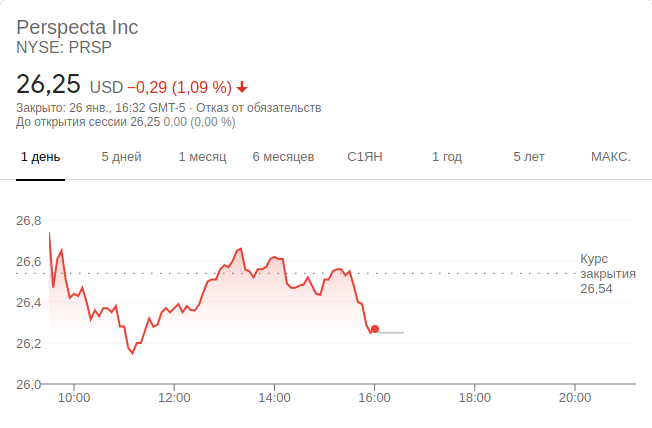 Perspecta Inc
NYSE: PRSP
26,25 USD −0,29 (1,09 %)
Закрыто: 26 янв., 16:32 GMT-5 · Отказ от обязательств
До открытия сессии 26,25 0,00 (0,00 %)
1 день 5 дней 1 месяц 6 месяцев С1ЯН 1 год 5 лет МАКС.
26,8
26,6
26,4
26,2
26,0
Курс
закрытия
26,54
10:00 12:00 14:00 16:00 18:00 20:00